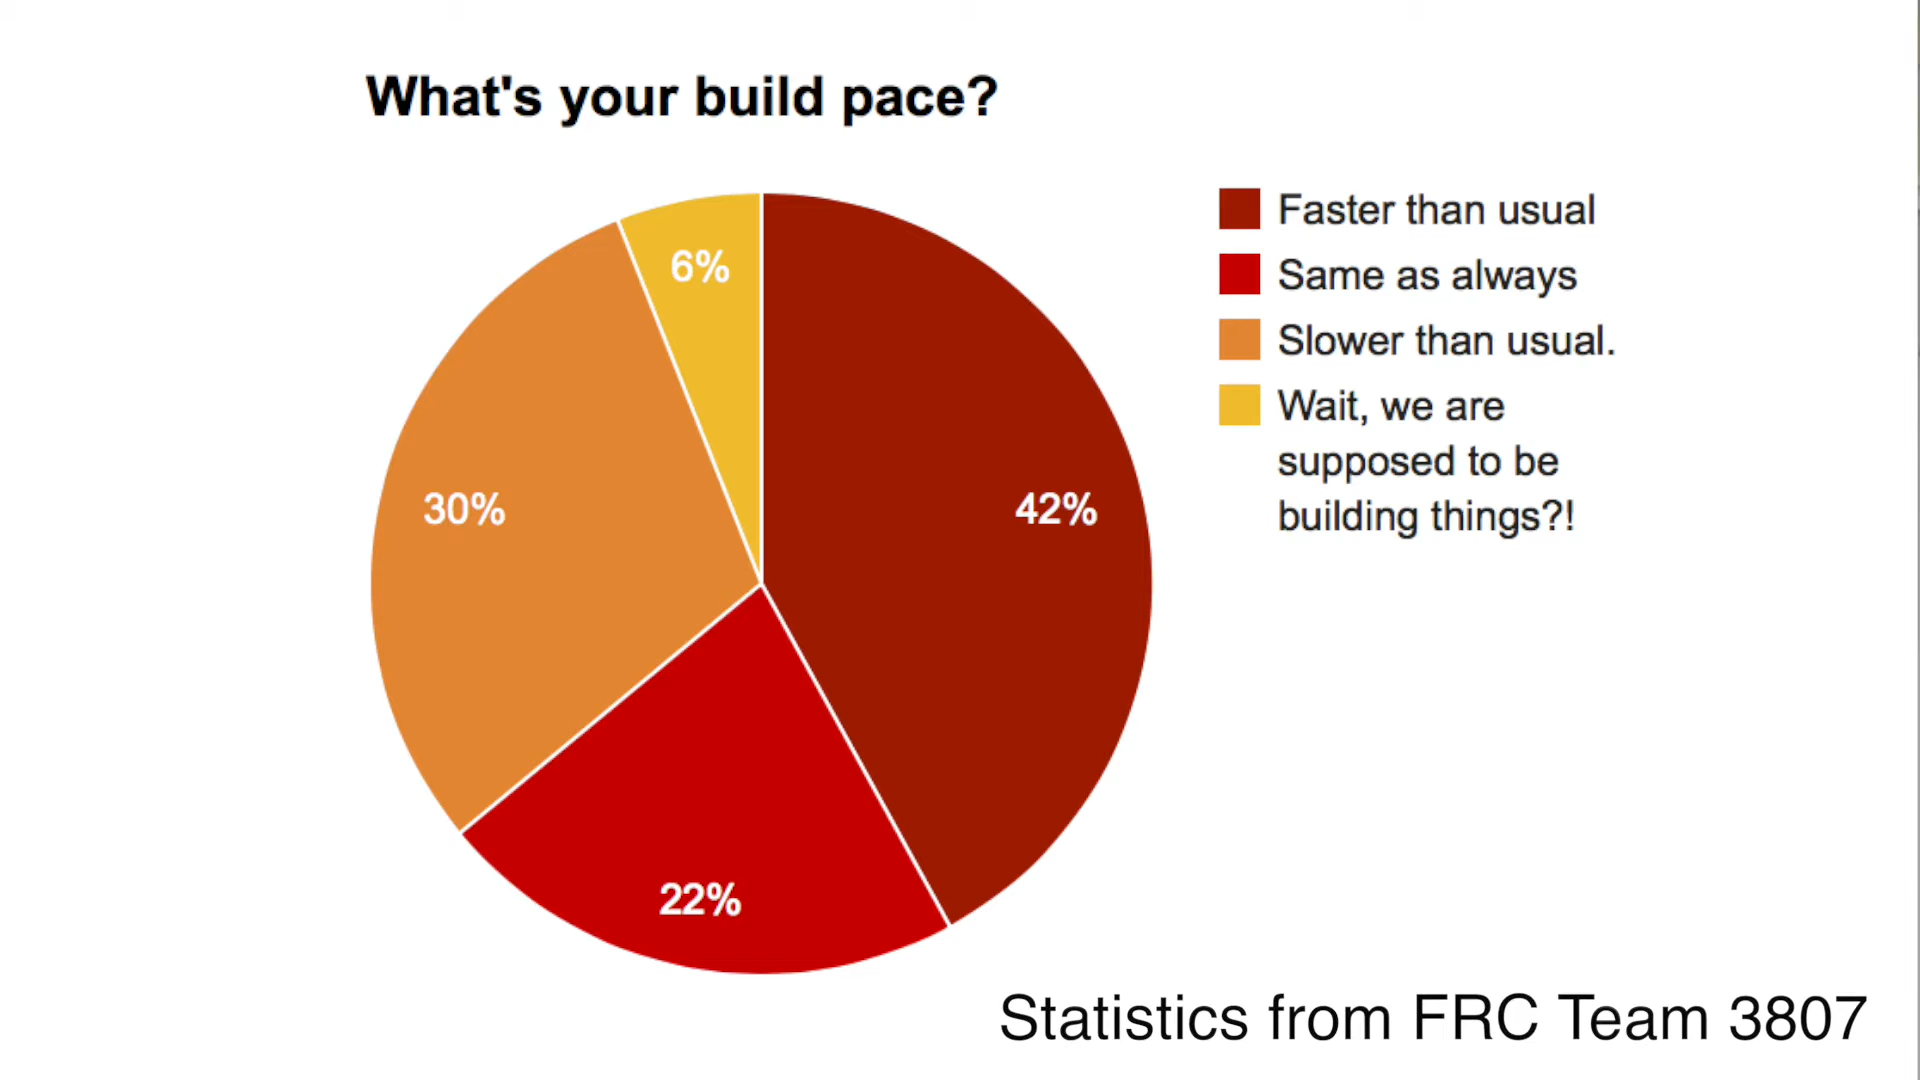 What's your build pace?
Faster than usual
Same as always
Slower than usual.
Wait, we are
supposed to be
building things?!
6%
30%
42%
22%
Statistics from FRC Team 3807